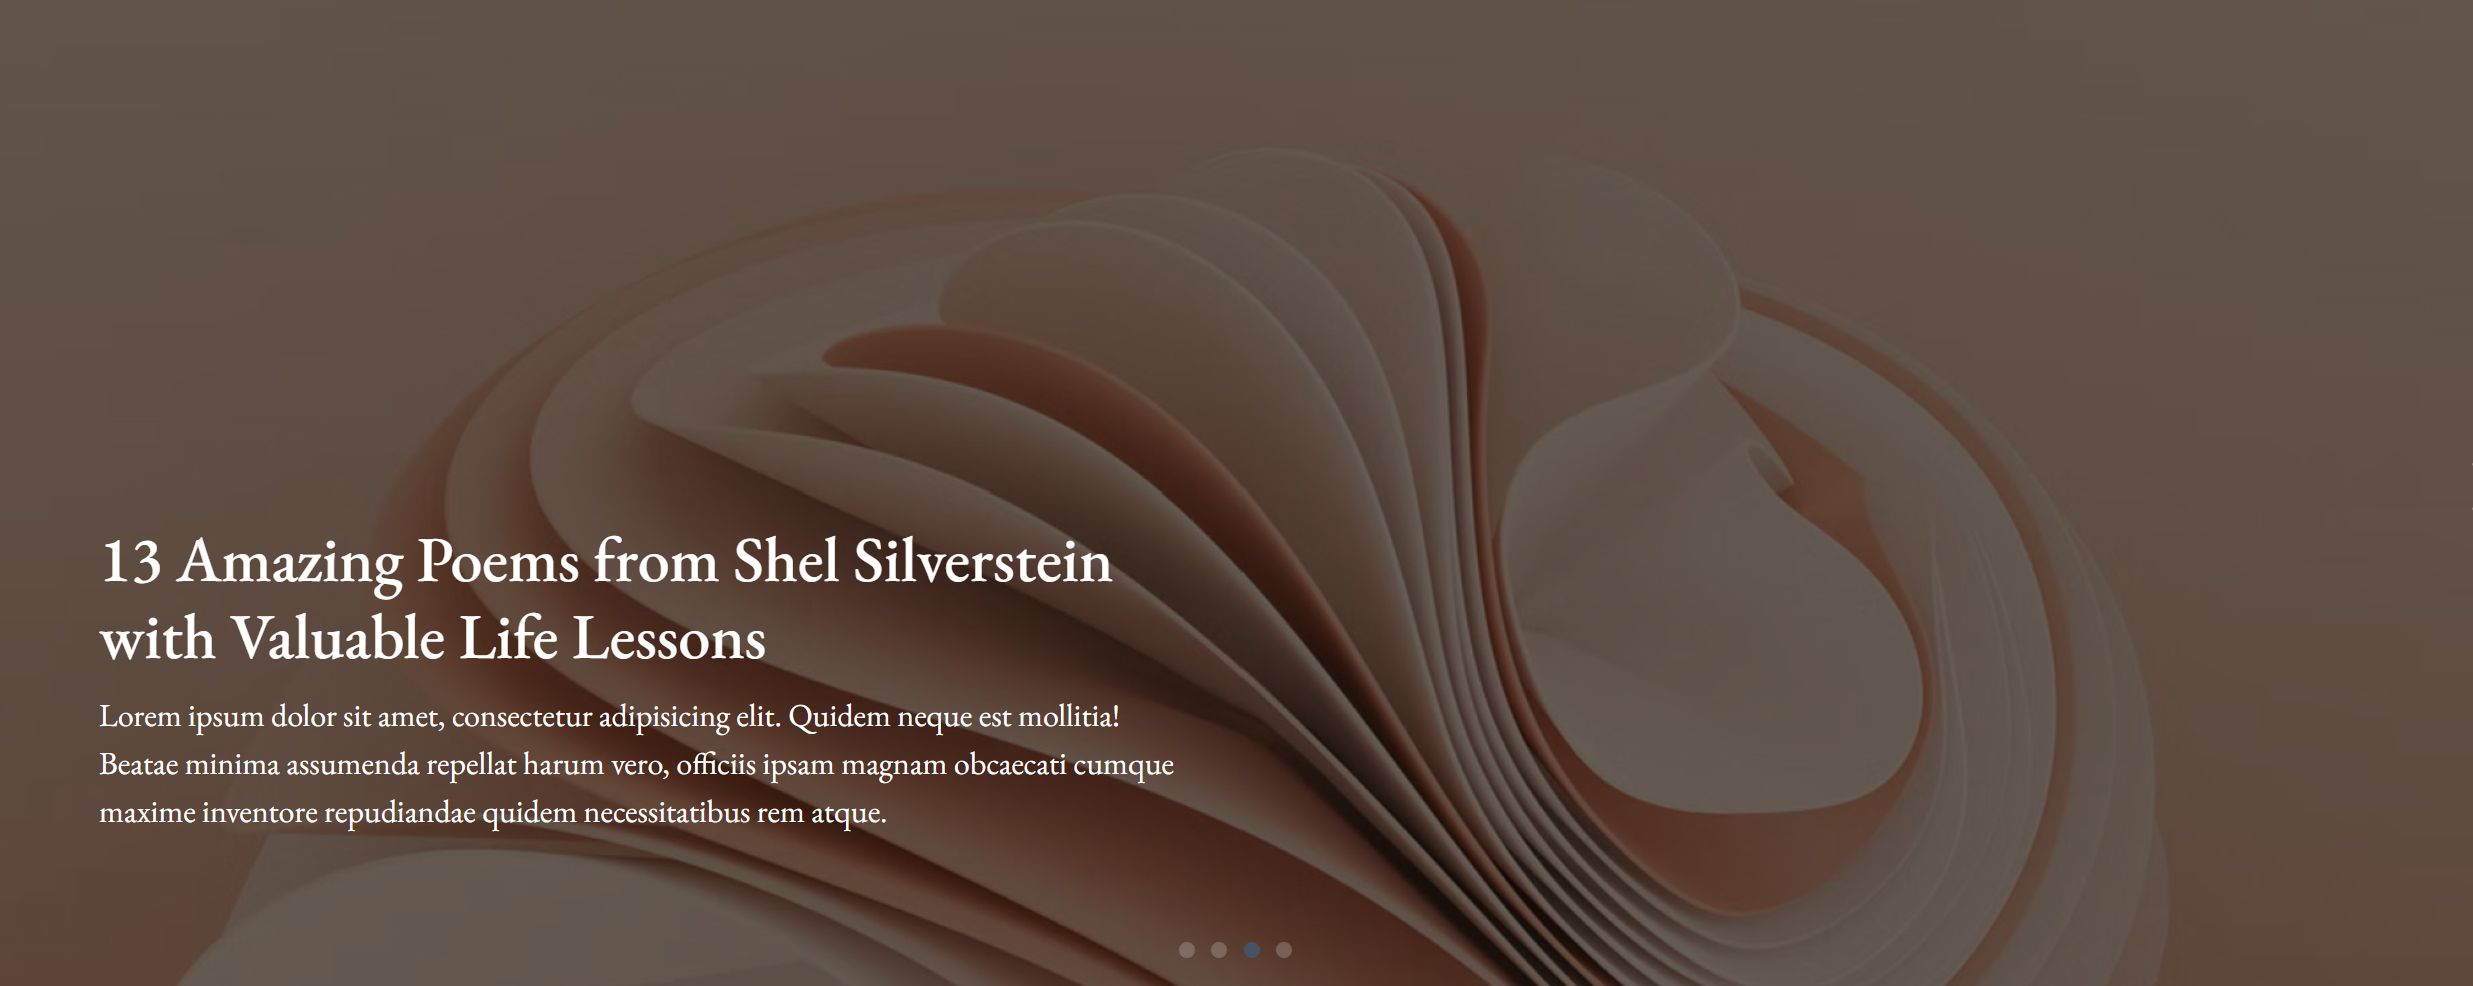 13 Amazing Poems from Shel Silverstein
with Valuable Life Lessons
Lorem ipsum dolor sit amet, consectetur adipisicing elit. Quidem neque est mollitia!
Beatae minima assumenda repellat harum vero, officiis ipsam magnam obcaecati cumque
maxime inventore repudiandae quidem necessitatibus rem atque.